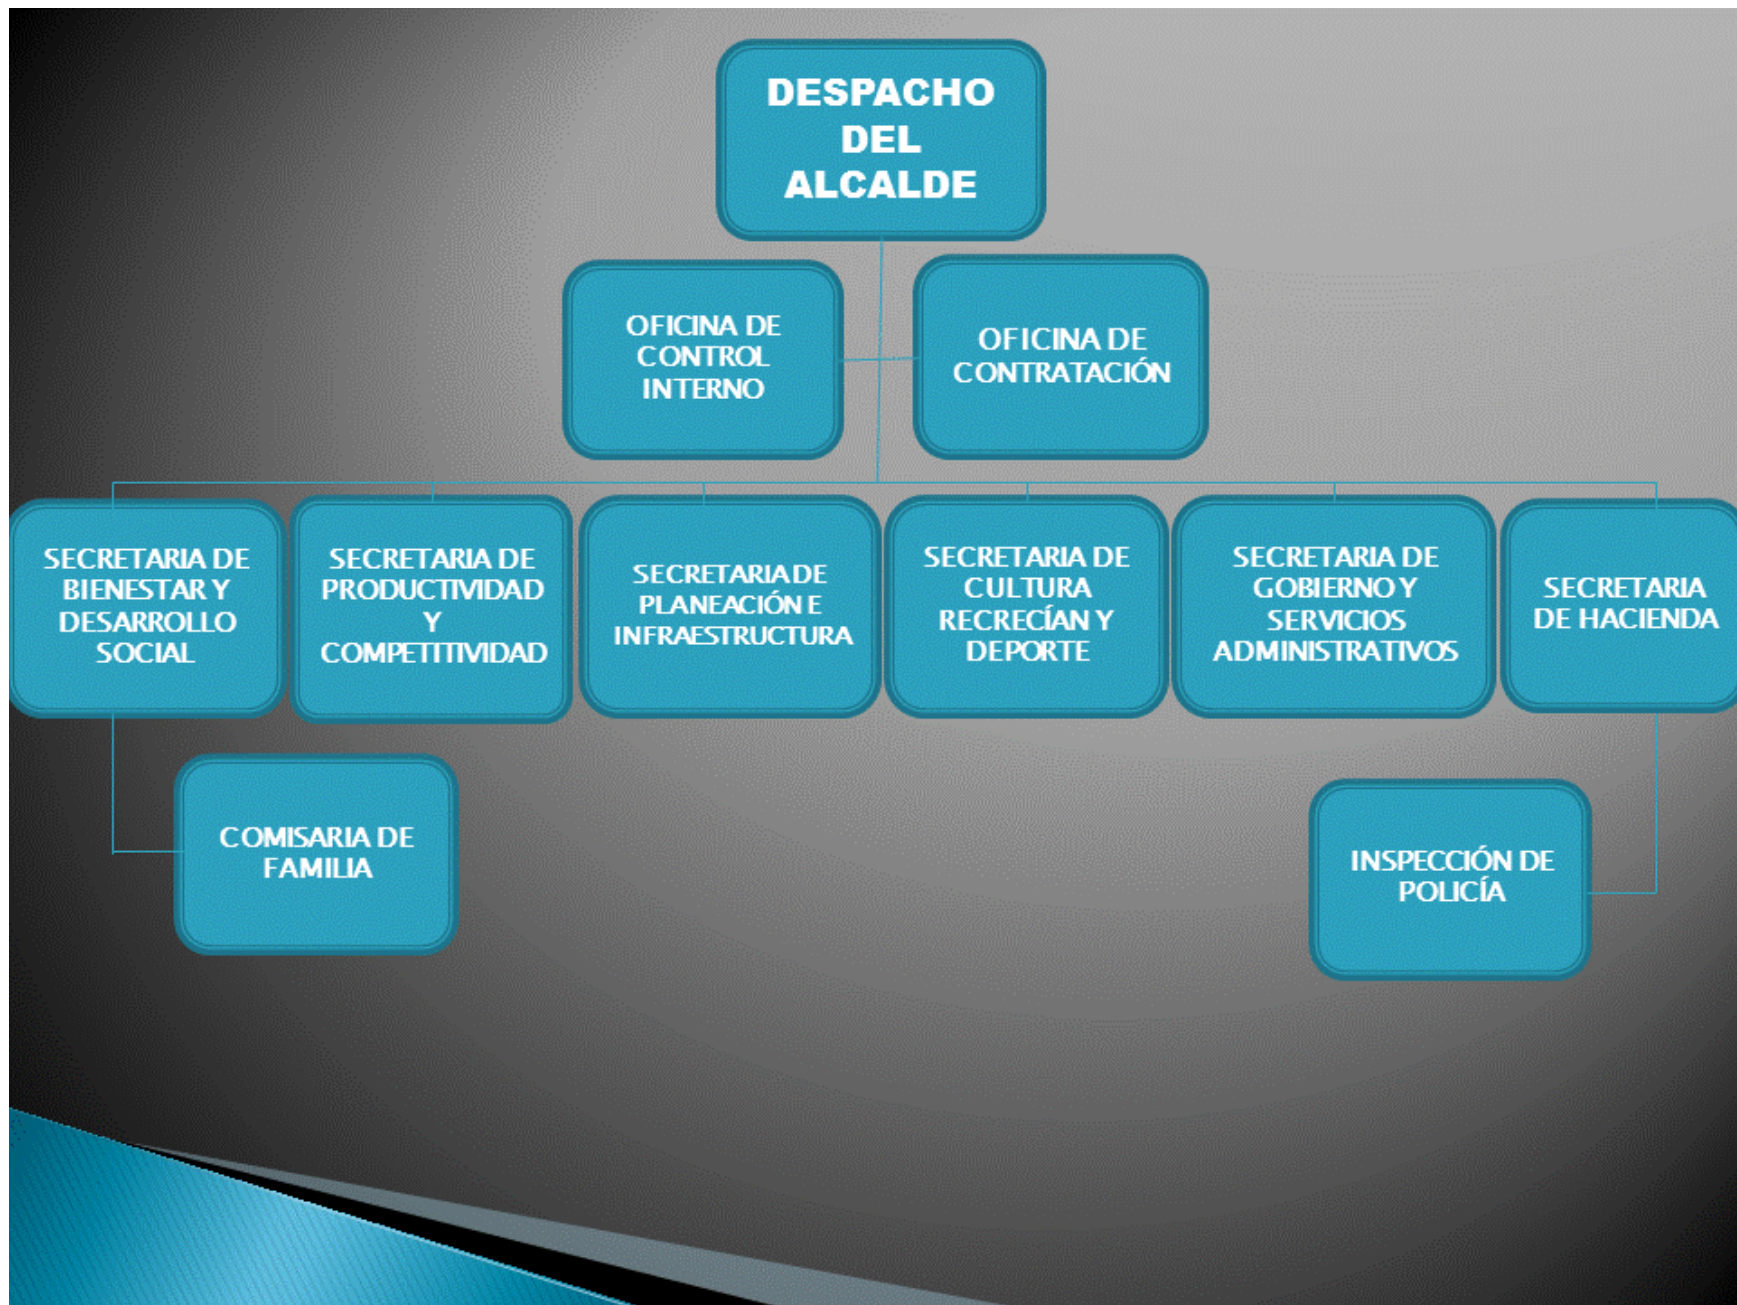 DESPACHO
DEL
ALCALDE
OFICINA DE
CONTROL
INTERNO
OFICINA DE
CONTRATACIÓN
SECRETARIA DE
BIENESTAR Y
DESARROLLO
SOCIAL
SECRETARIA DE
PRODUCTIVIDAD
Y
COMPETITIVIDAD
SECRETARIA DE
PLANEACIÓN E
INFRAESTRUCTURA
SECRETARIA DE
CULTURA
RECRECÍAN Y
DEPORTE
SECRETARIA DE
GOBIERNO Y
SERVICIOS
ADMINISTRATIVOS
SECRETARIA
DE HACIENDA
COMISARIA DE
FAMILIA
INSPECCIÓN DE
POLICÍA